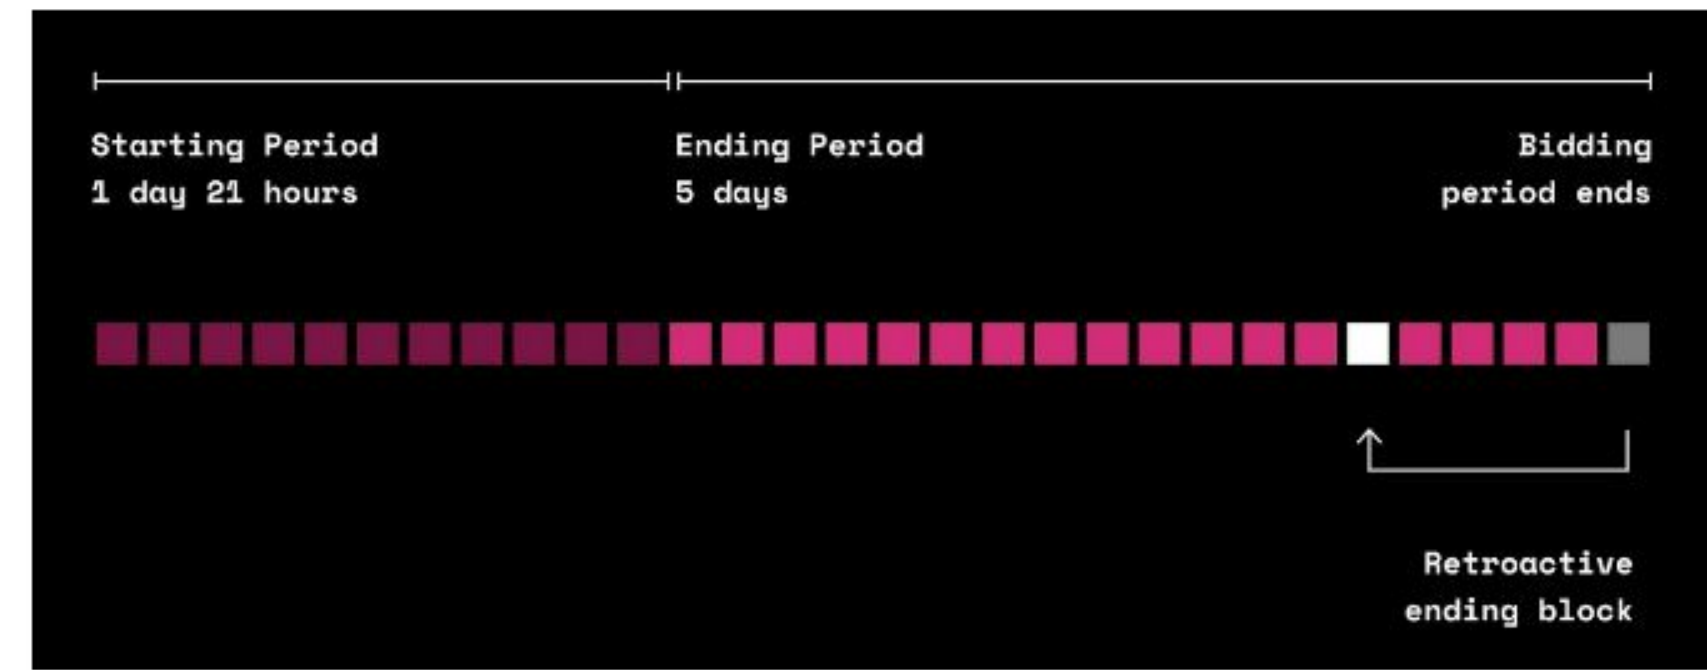 Starting Period
1 day 21 hours
Ending Period
5 days
Bidding
period ends
Retroactive
ending block